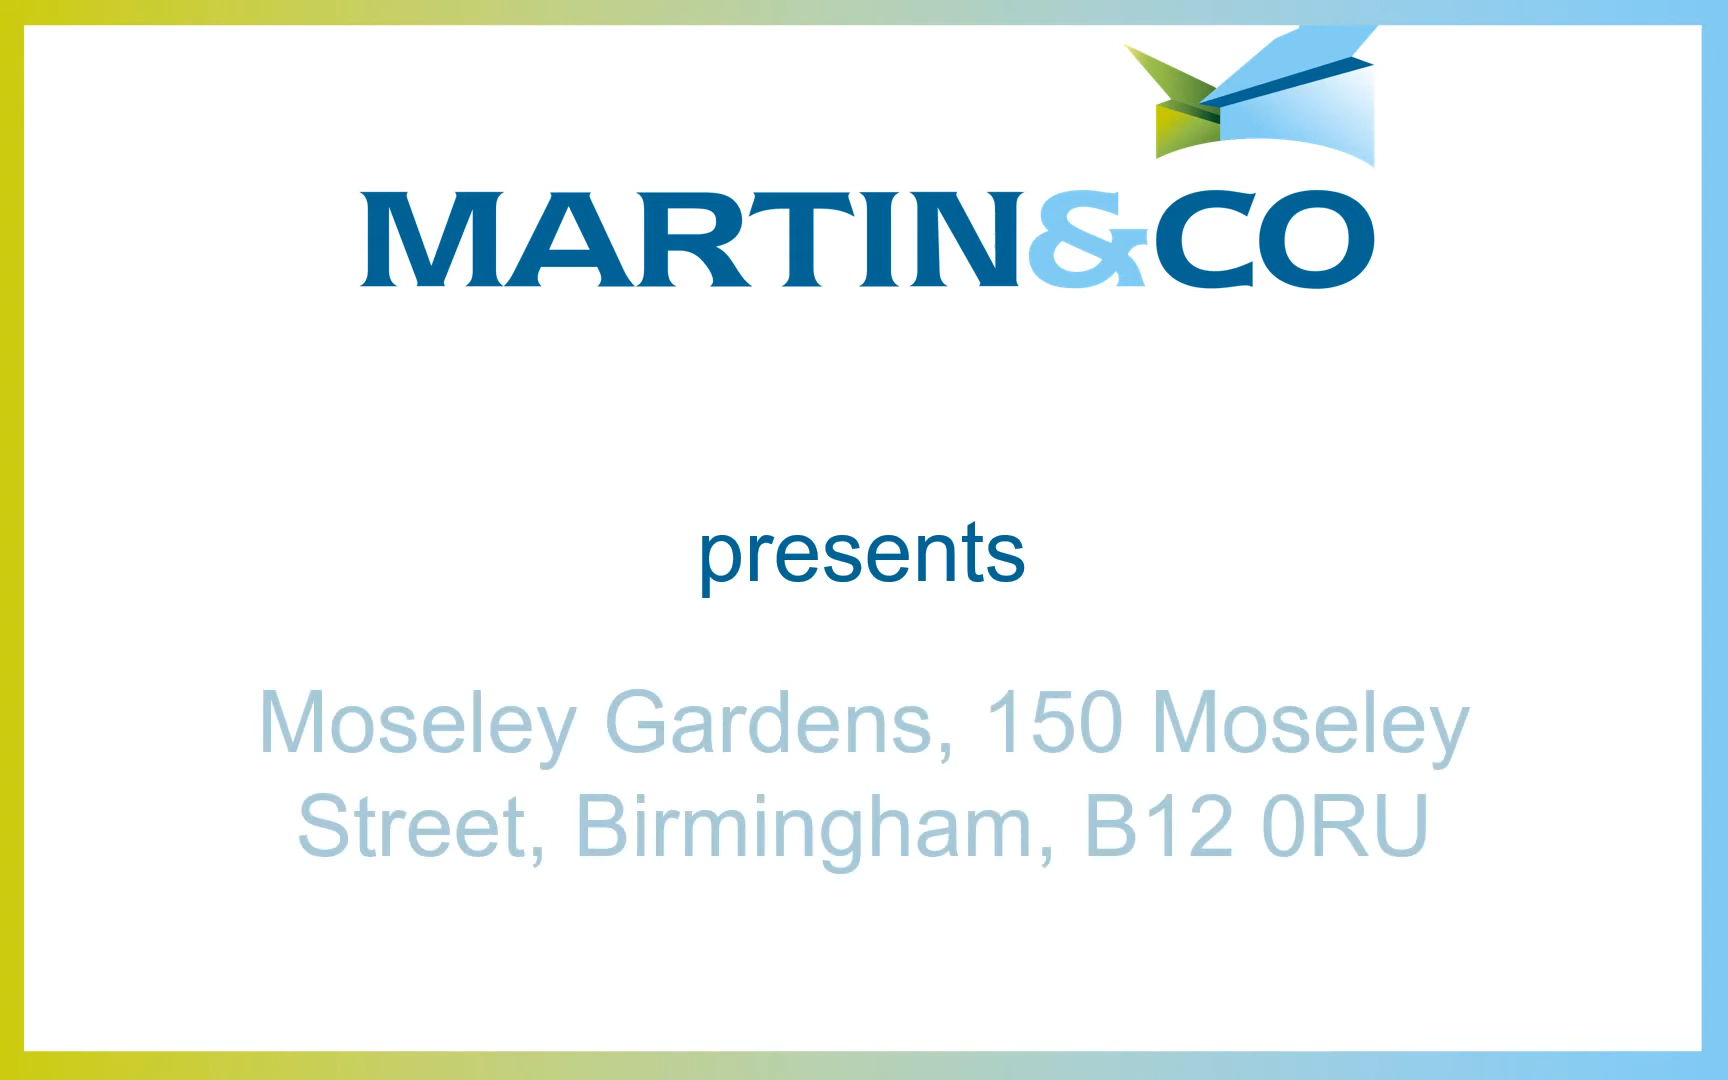 MARTIN&CO
presents
Moseley Gardens, 150 Moseley
Street, Birmingham, B12 0RU